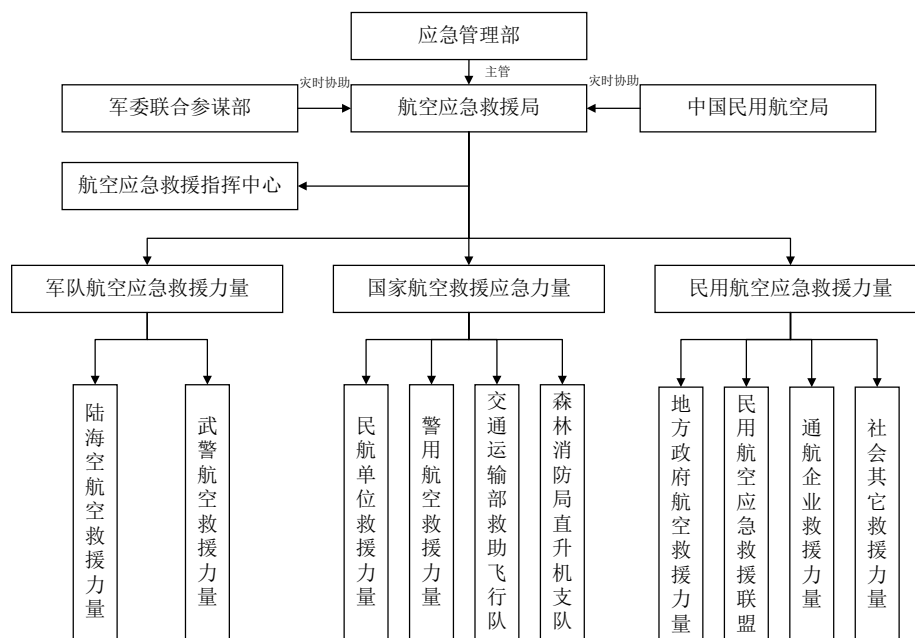 应急管理部
主管
灾时协助
灾时协助
军委联合参谋部
航空应急救援局
中国民用航空局
航空应急救援指挥中心
军队航空应急救援力量
国家航空救援应急力量
民用航空应急救援力量
陆海空航空救援力量
武警航空救援力量
民航单位救援力量
警用航空救援力量
交通运输部救助飞行队
森林消防局直升机支队
地方政府航空救援力量
民用航空应急救援联盟
通航企业救援力量
社会其它救援力量